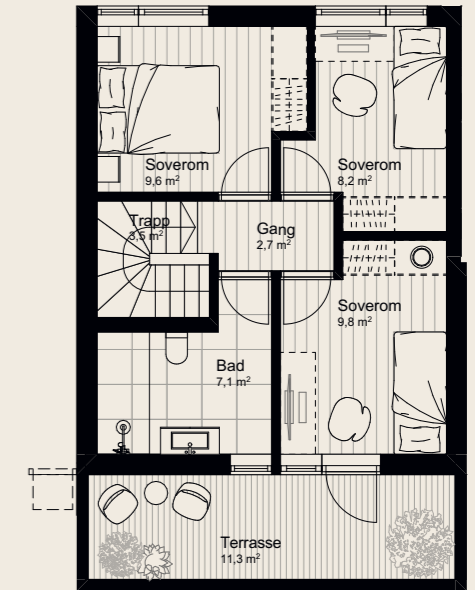 Soverom
9,6 m²
Soverom
8,2 m²
Trapp
3,5 m²
Gang
2,7 m²
Soverom
9,8 m²
Bad
7,1 m²
Terrasse
11,3 m²